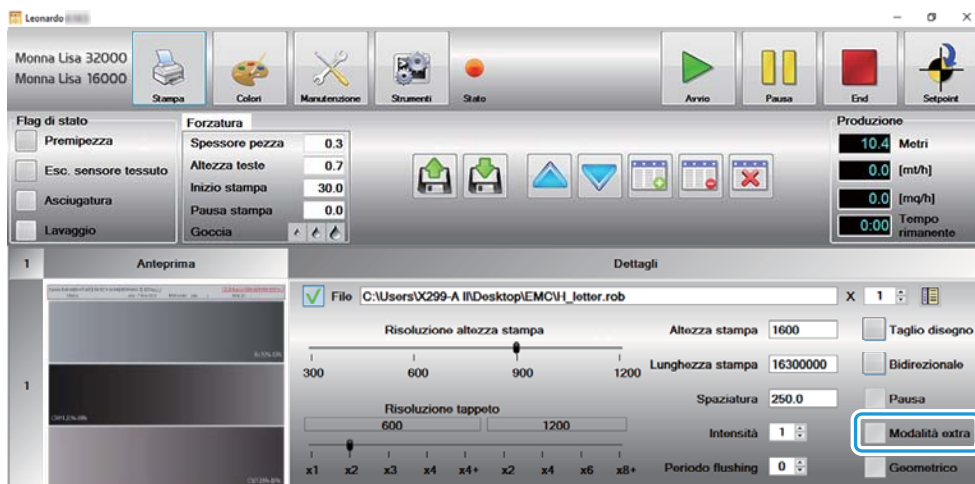 Leonardo
Monna Lisa 32000
Monna Lisa 16000
Stampa
Colori
Manutenzione
Strumenti
Stato
Avvio
Pausa
End
Setpoint
Flag di stato
Premipezza
Esc. sensore tessuto
Asciugatura
Lavaggio
Forzatura
Spessore pezza 0.3
Altezza teste 0.7
Inizio stampa 30.0
Pausa stampa 0.0
Goccia
Produzione
10.4 Metri
0.0 [mt/h]
0.0 [mq/h]
0:00 Tempo rimanente
1 Anteprima Dettagli
1
File C:\Users\X299-A II\Desktop\EMC\H_letter.rob X 1
Risoluzione altezza stampa
300 600 900 1200
Risoluzione tappeto
600 1200
x1 x2 x3 x4 x4+ x2 x4 x6 x8+
Altezza stampa 1600
Lunghezza stampa 16300000
Spaziatura 250.0
Intensità 1
Periodo flushing 0
Taglio disegno
Bidirezionale
Pausa
Modalità extra
Geometrico